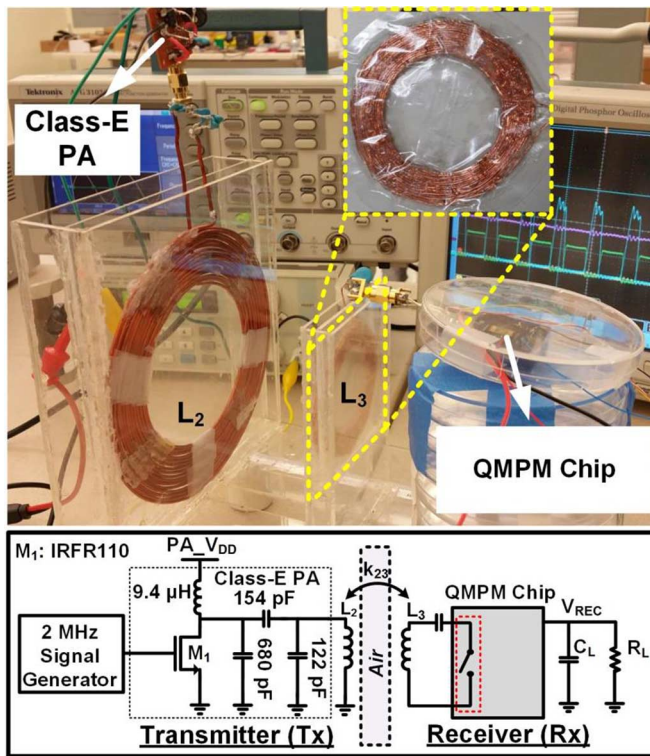 Tektronix
Class-E
PA
Digital Phosphor Oscillo
L2
L3
QMPM Chip
M1: IRFR110
PA_VDD
9.4 µH
Class-E PA
154 pF
k23
QMPM Chip
2 MHz
Signal
Generator
M1
680 pF
122 pF
L2
Air
L3
VREC
CL
RL
Transmitter (Tx)
Receiver (Rx)